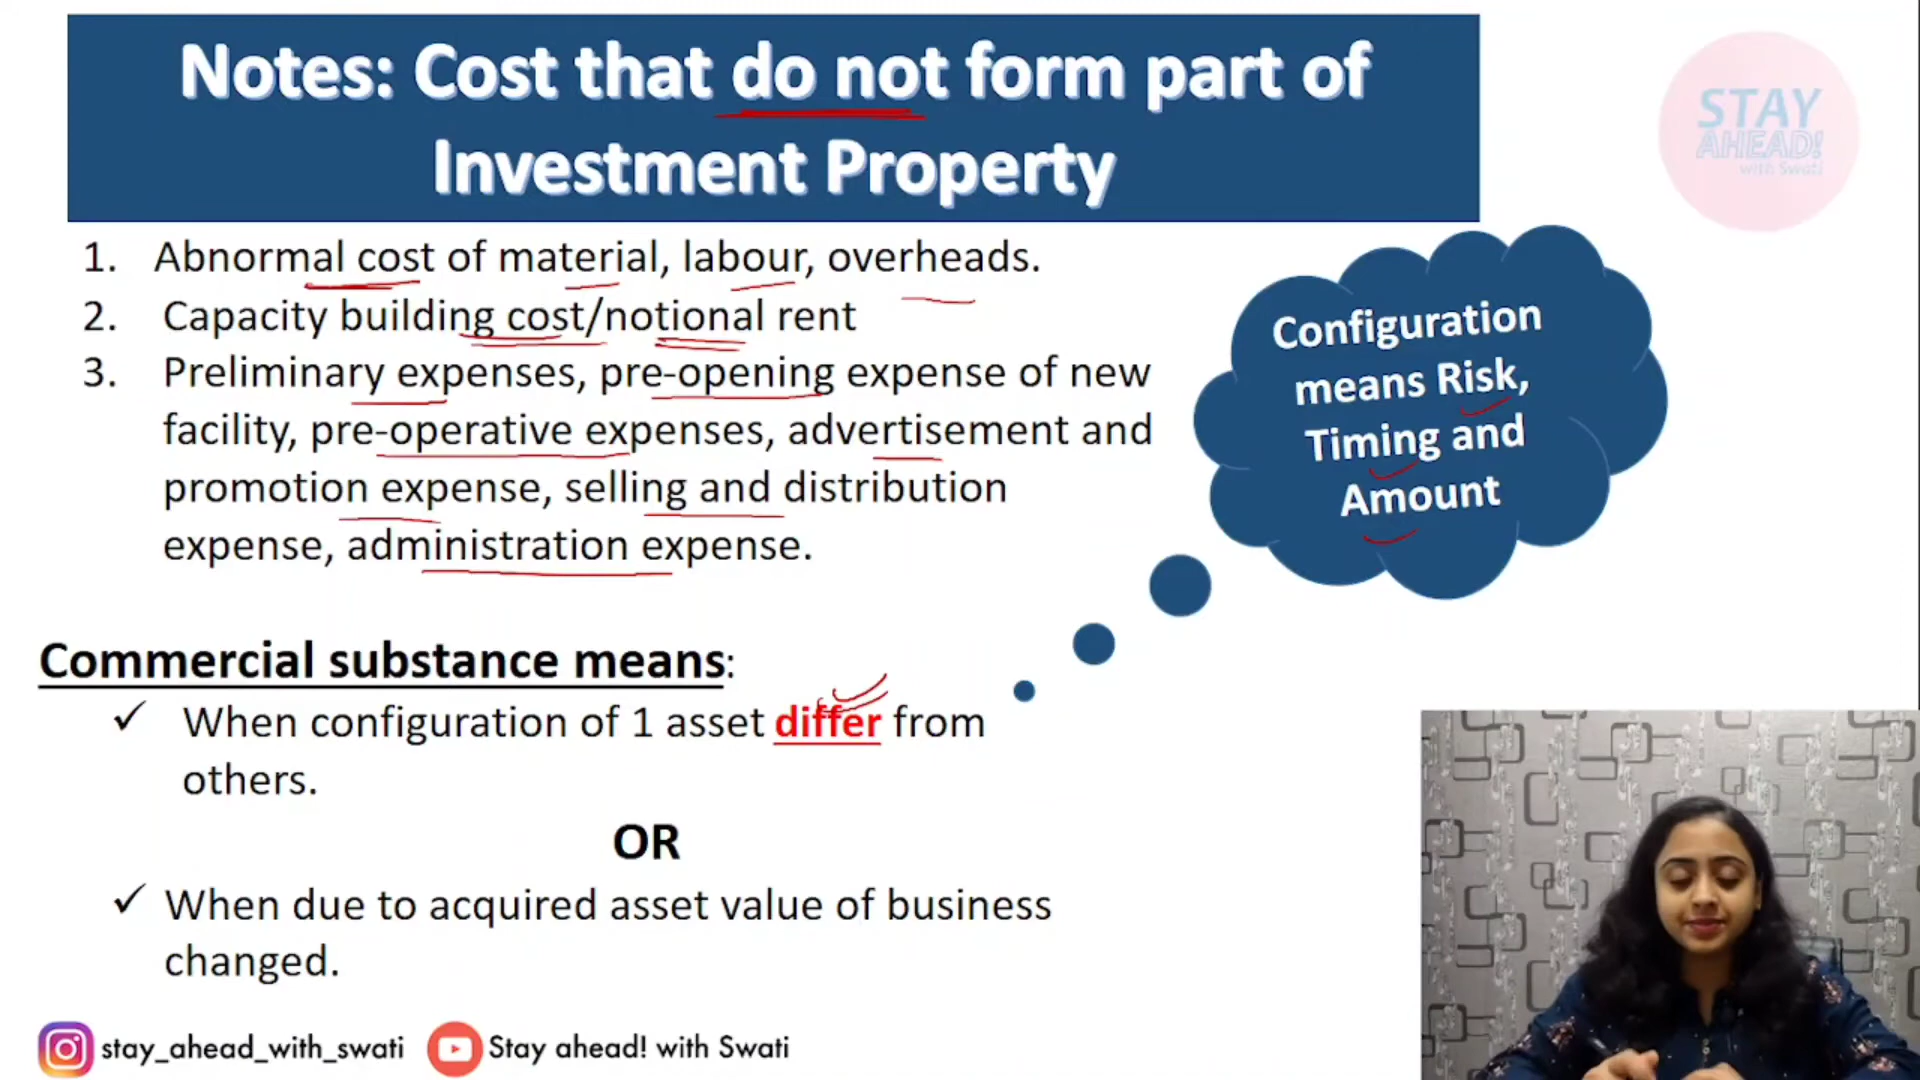 Notes: Cost that do not form part of
Investment Property
STAY
AHEAD!
with Swati
1. Abnormal cost of material, labour, overheads.
2. Capacity building cost/notional rent
3. Preliminary expenses, pre-opening expense of new
facility, pre-operative expenses, advertisement and
promotion expense, selling and distribution
expense, administration expense.
Configuration
means Risk,
Timing and
Amount
Commercial substance means:
✓ When configuration of 1 asset differ from
others.
OR
✓ When due to acquired asset value of business
changed.
stay_ahead_with_swati
Stay ahead! with Swati